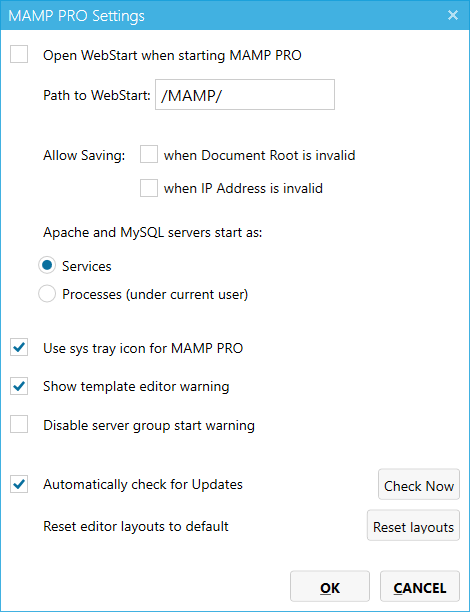 MAMP PRO Settings
Open WebStart when starting MAMP PRO
Path to WebStart: /MAMP/
Allow Saving: when Document Root is invalid
when IP Address is invalid
Apache and MySQL servers start as:
Services
Processes (under current user)
Use sys tray icon for MAMP PRO
Show template editor warning
Disable server group start warning
Automatically check for Updates Check Now
Reset editor layouts to default Reset layouts
OK CANCEL